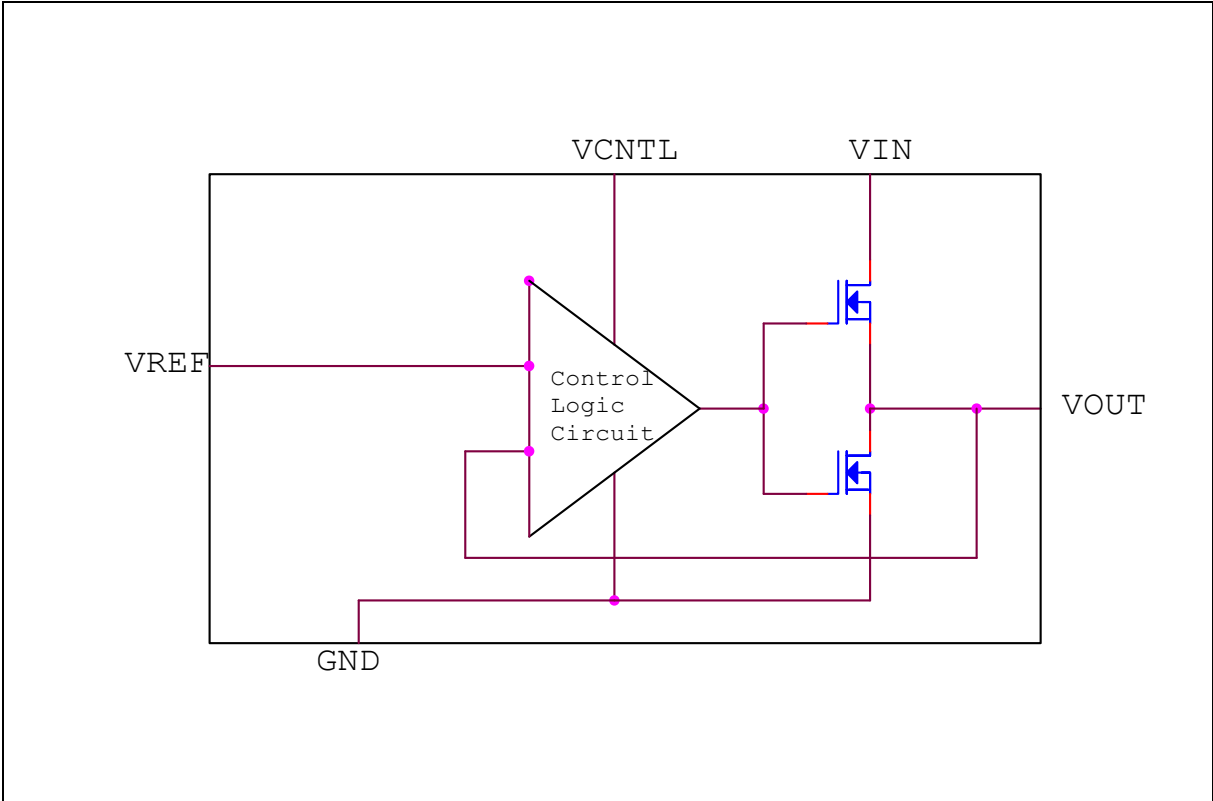 VCNTL
VIN
VREF
Control
Logic
Circuit
VOUT
GND